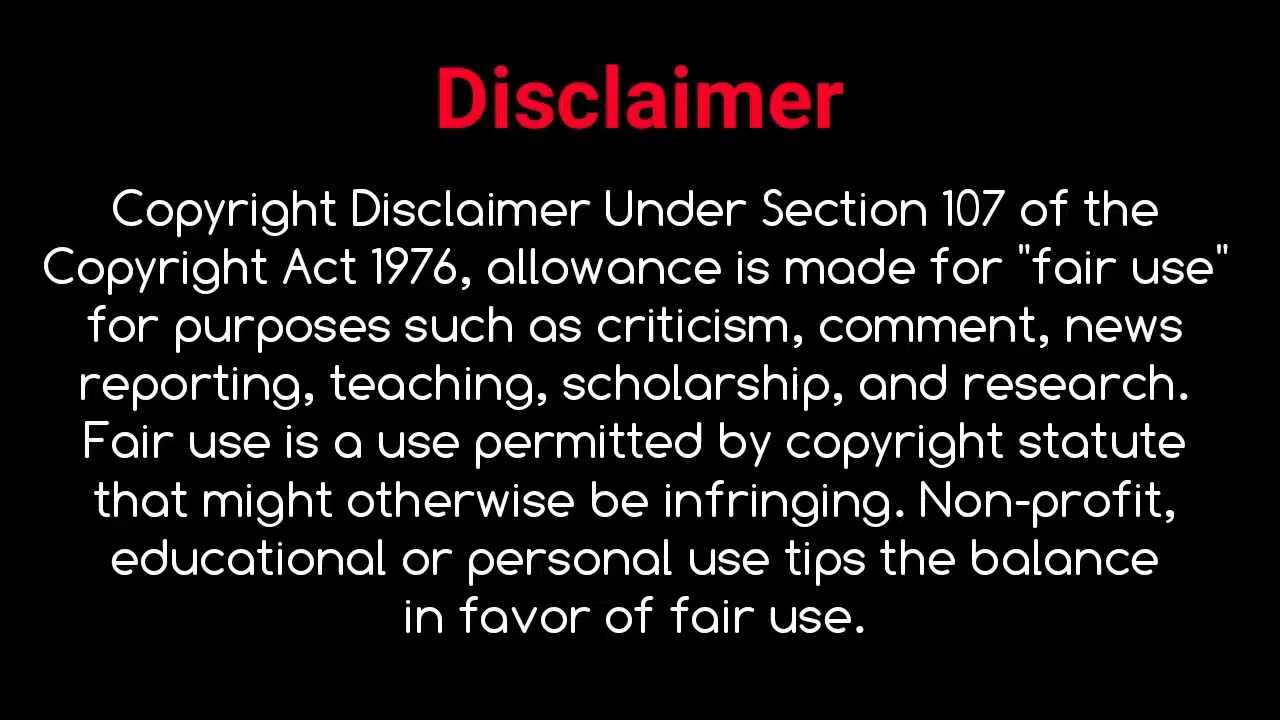 Disclaimer
Copyright Disclaimer Under Section 107 of the
Copyright Act 1976, allowance is made for "fair use"
for purposes such as criticism, comment, news
reporting, teaching, scholarship, and research.
Fair use is a use permitted by copyright statute
that might otherwise be infringing. Non-profit,
educational or personal use tips the balance
in favor of fair use.